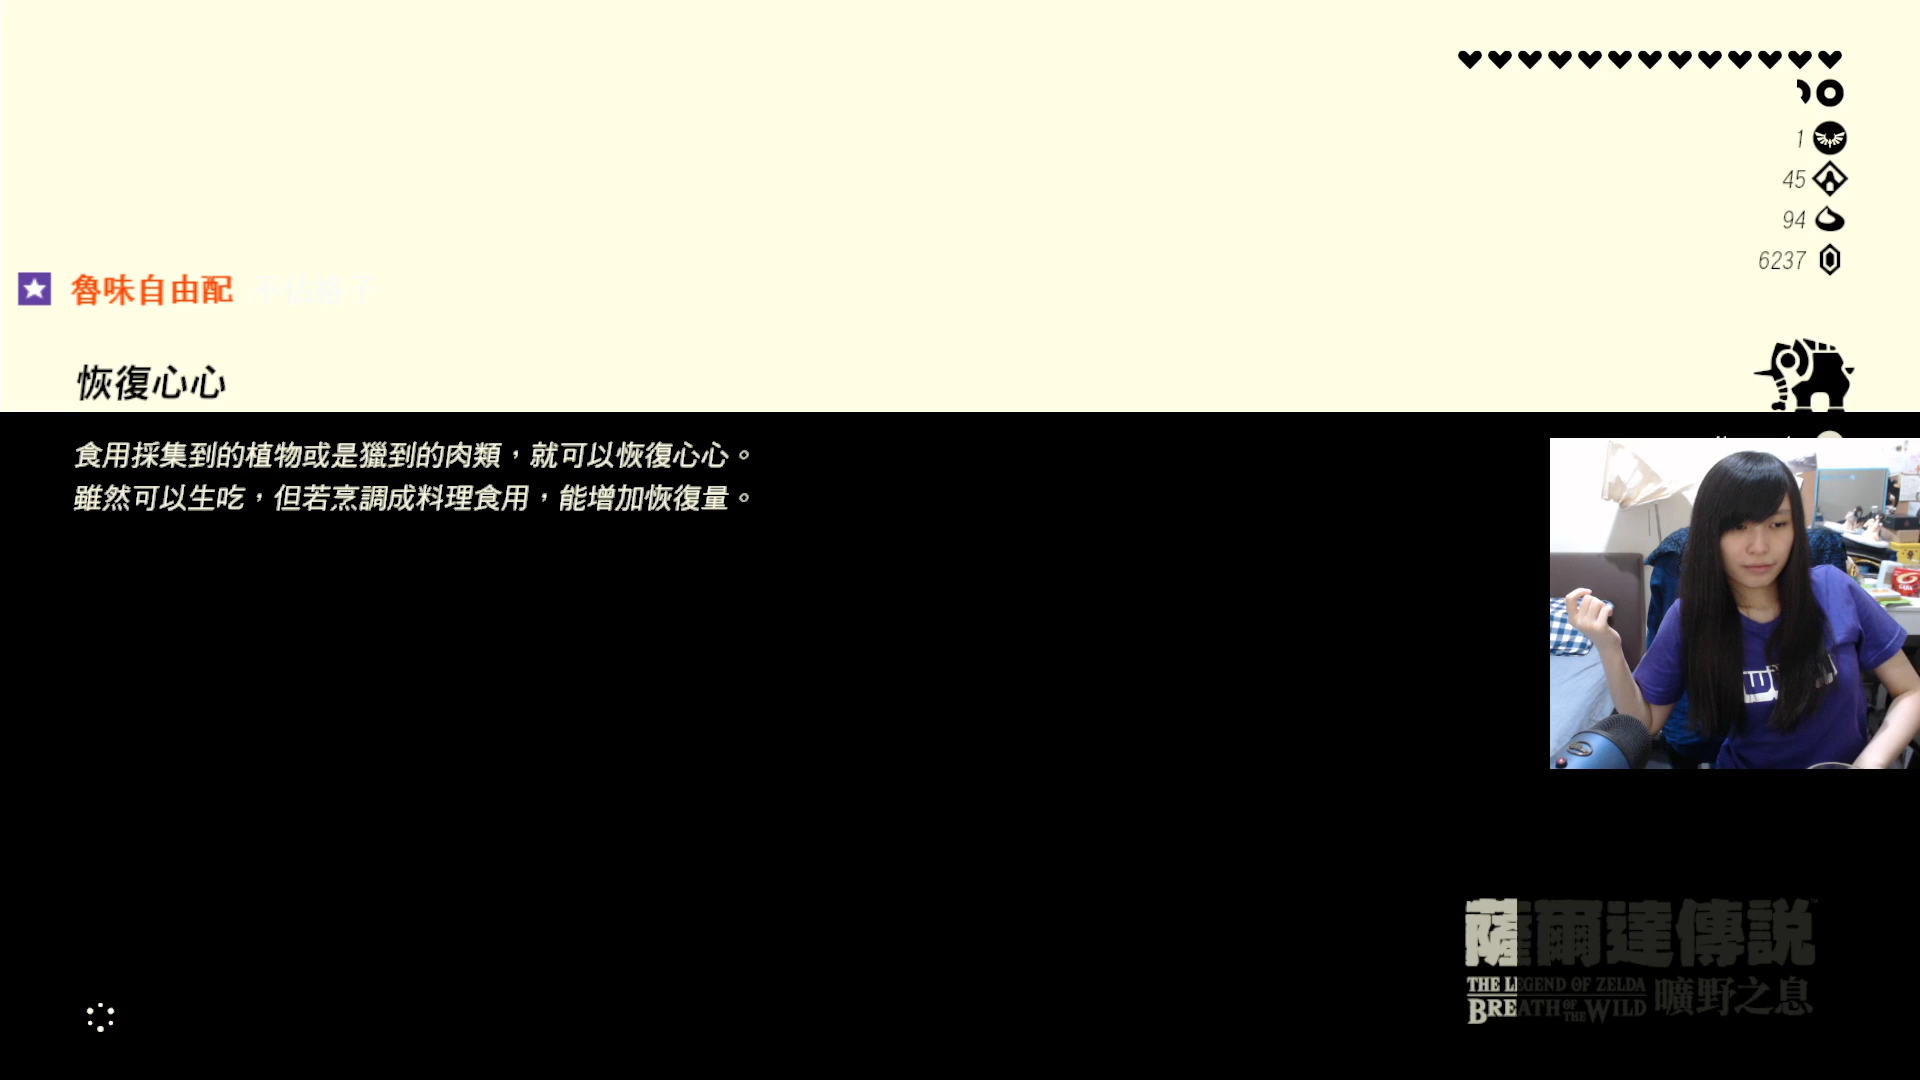 1
45
94
6237
魯味自由配
恢復心心
食用採集到的植物或是獵到的肉類，就可以恢復心心。
雖然可以生吃，但若烹調成料理食用，能增加恢復量。
薩爾達傳說
THE LEGEND OF ZELDA
BREATH OF THE WILD
曠野之息